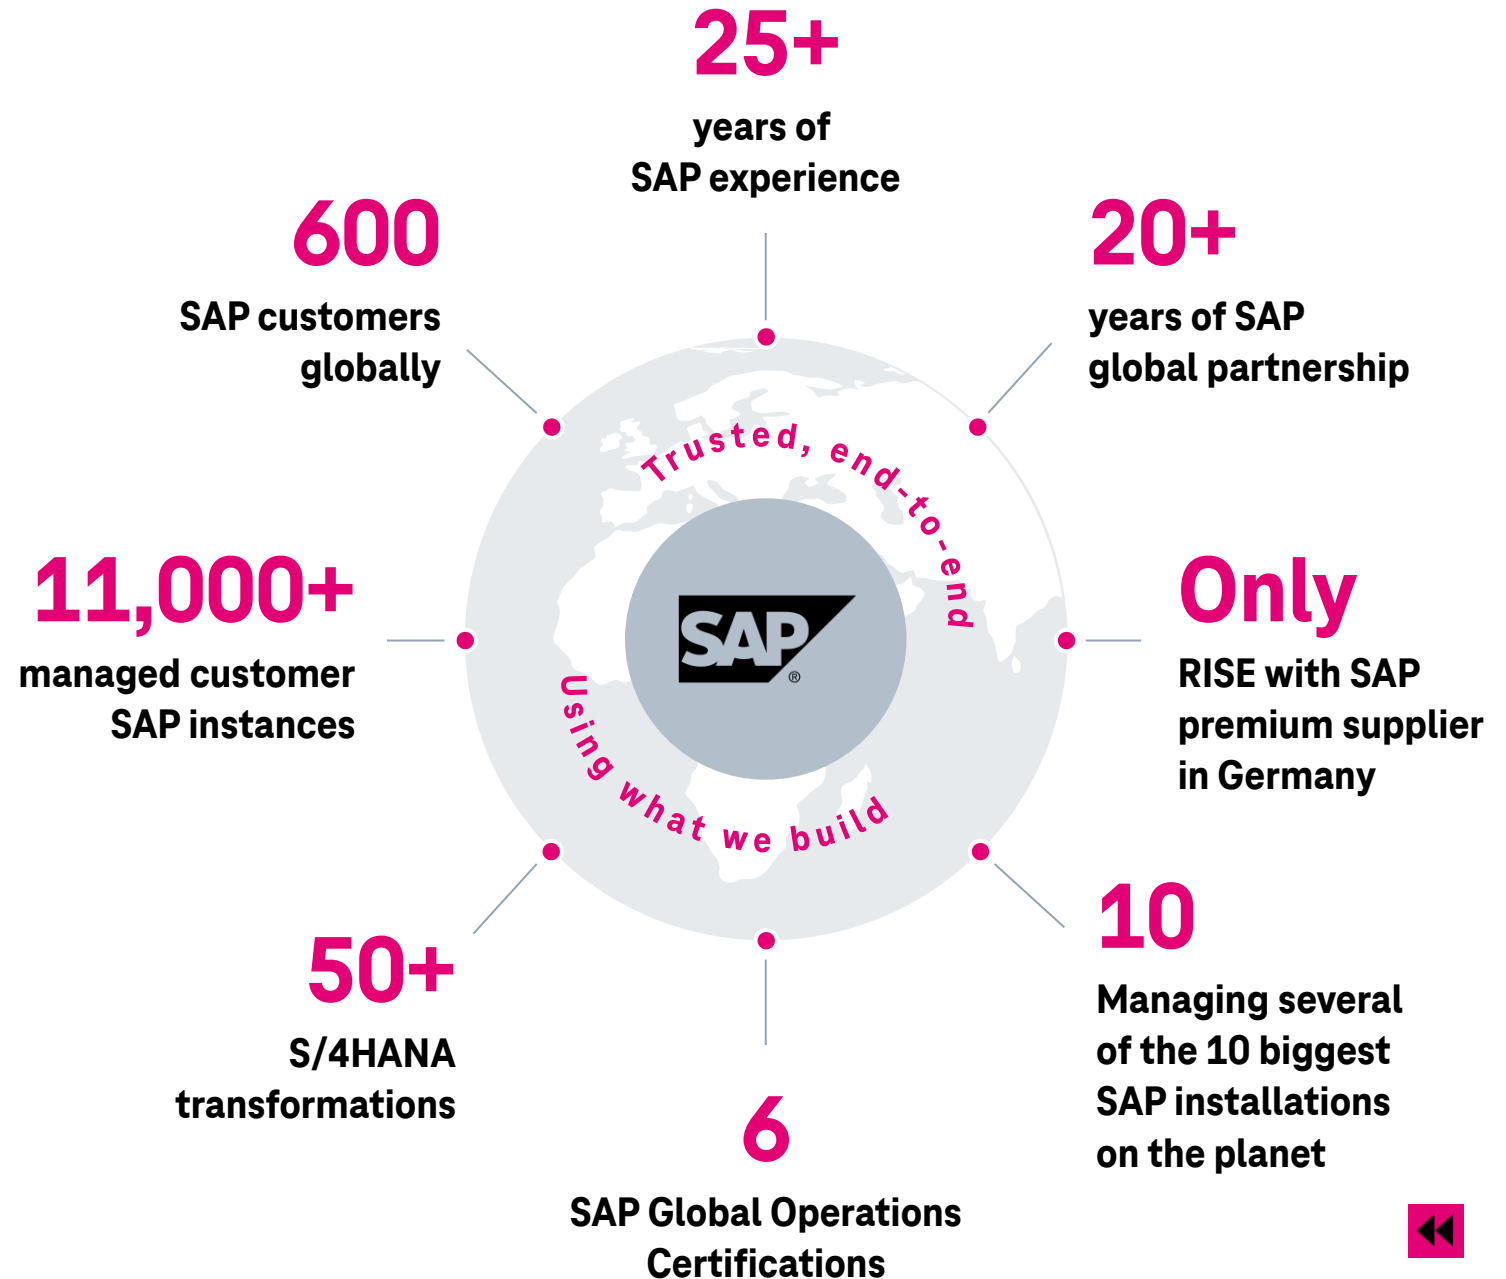 25+
years of
SAP experience
20+
years of SAP
global partnership
Only
RISE with SAP
premium supplier
in Germany
10
Managing several
of the 10 biggest
SAP installations
on the planet
6
SAP Global Operations
Certifications
50+
S/4HANA
transformations
11,000+
managed customer
SAP instances
600
SAP customers
globally
Trusted, end-to-end
SAP®
Using what we build